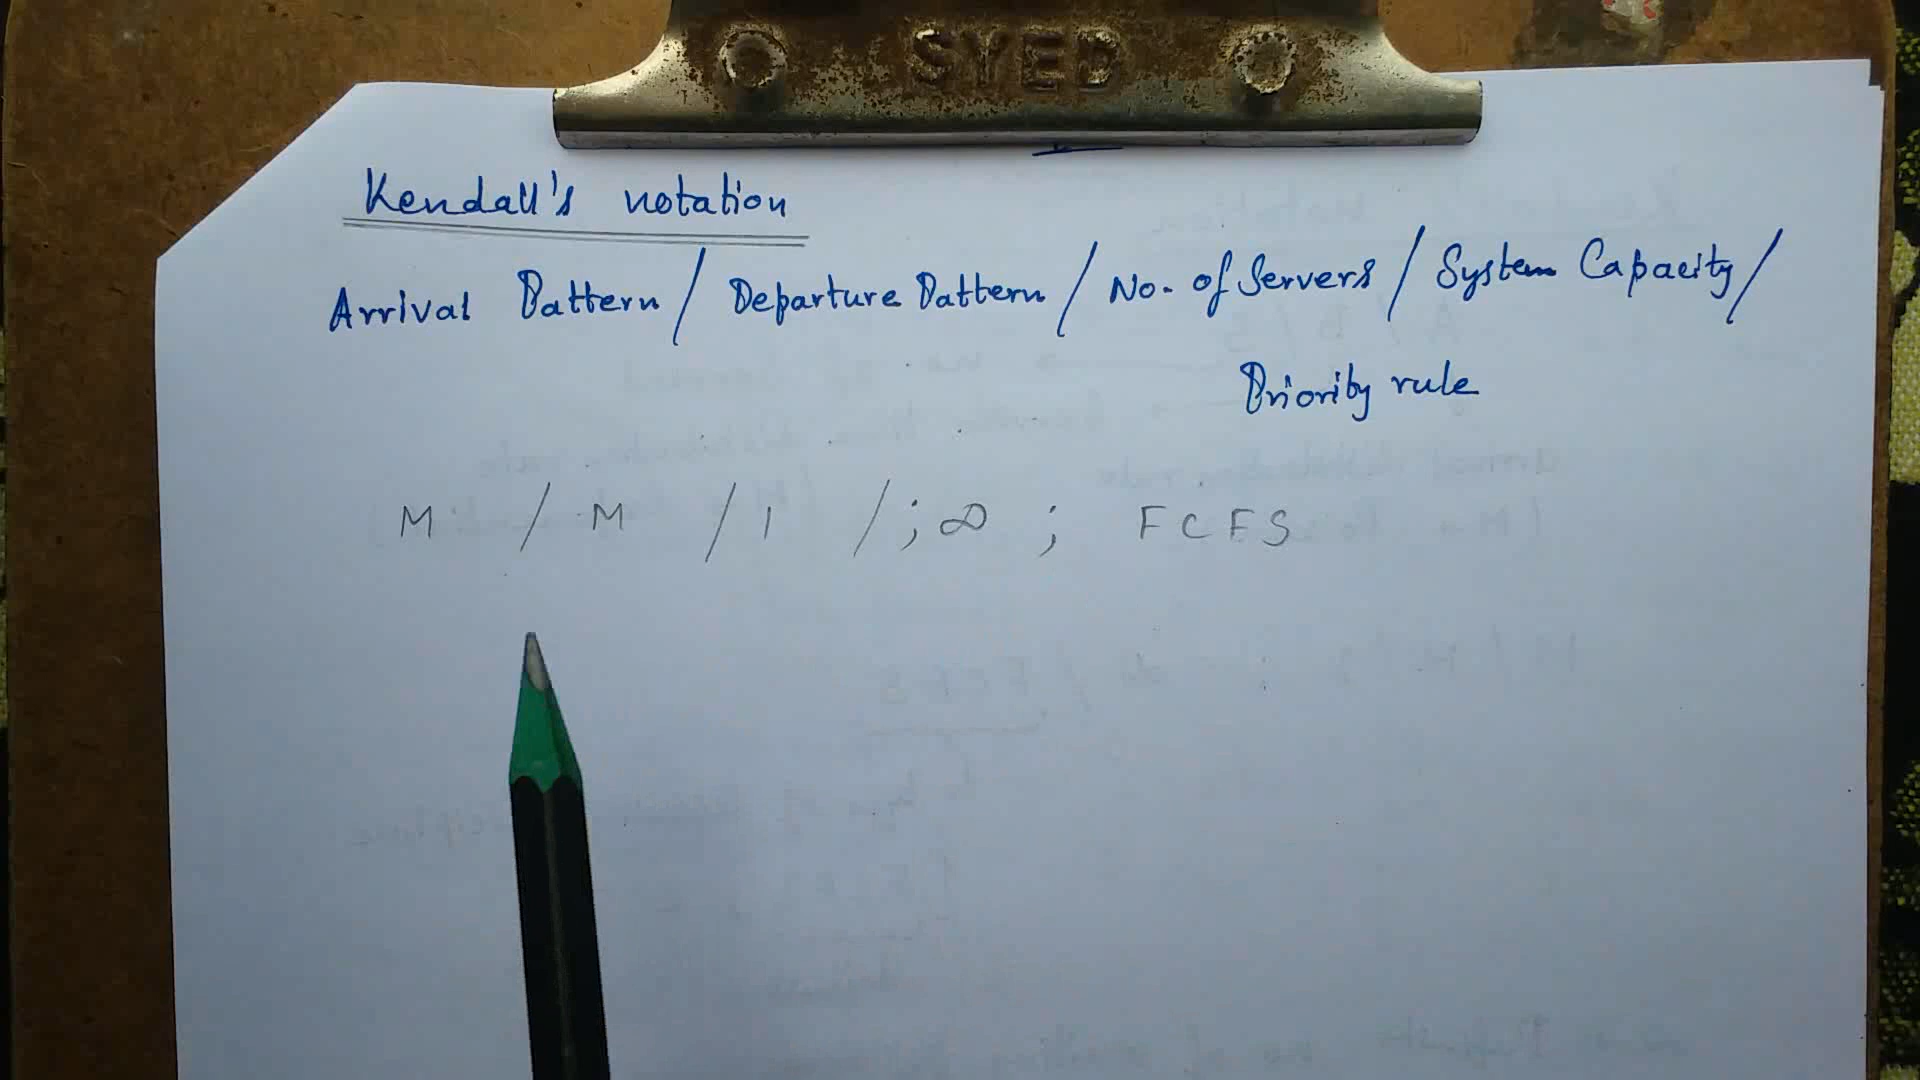 SYED
Kendall's notation
Arrival Pattern / Departure Pattern / No. of Servers / System Capacity /
Priority rule
M / M / 1 / ; ∞ ; FCFS